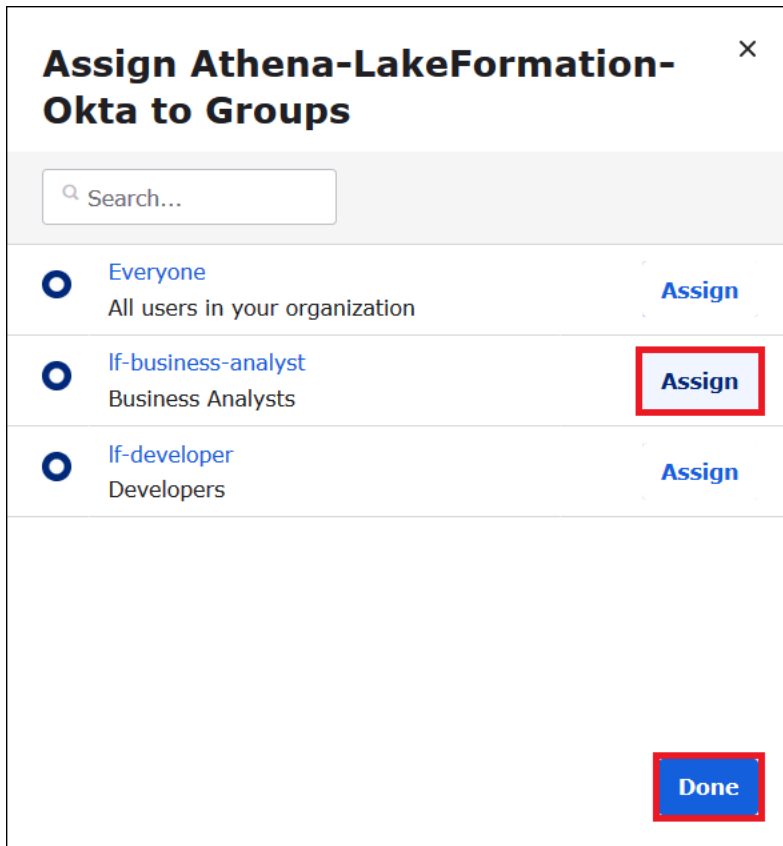 Assign Athena-LakeFormation-
Okta to Groups
Search...
Everyone
All users in your organization
Assign
lf-business-analyst
Business Analysts
Assign
lf-developer
Developers
Assign
Done